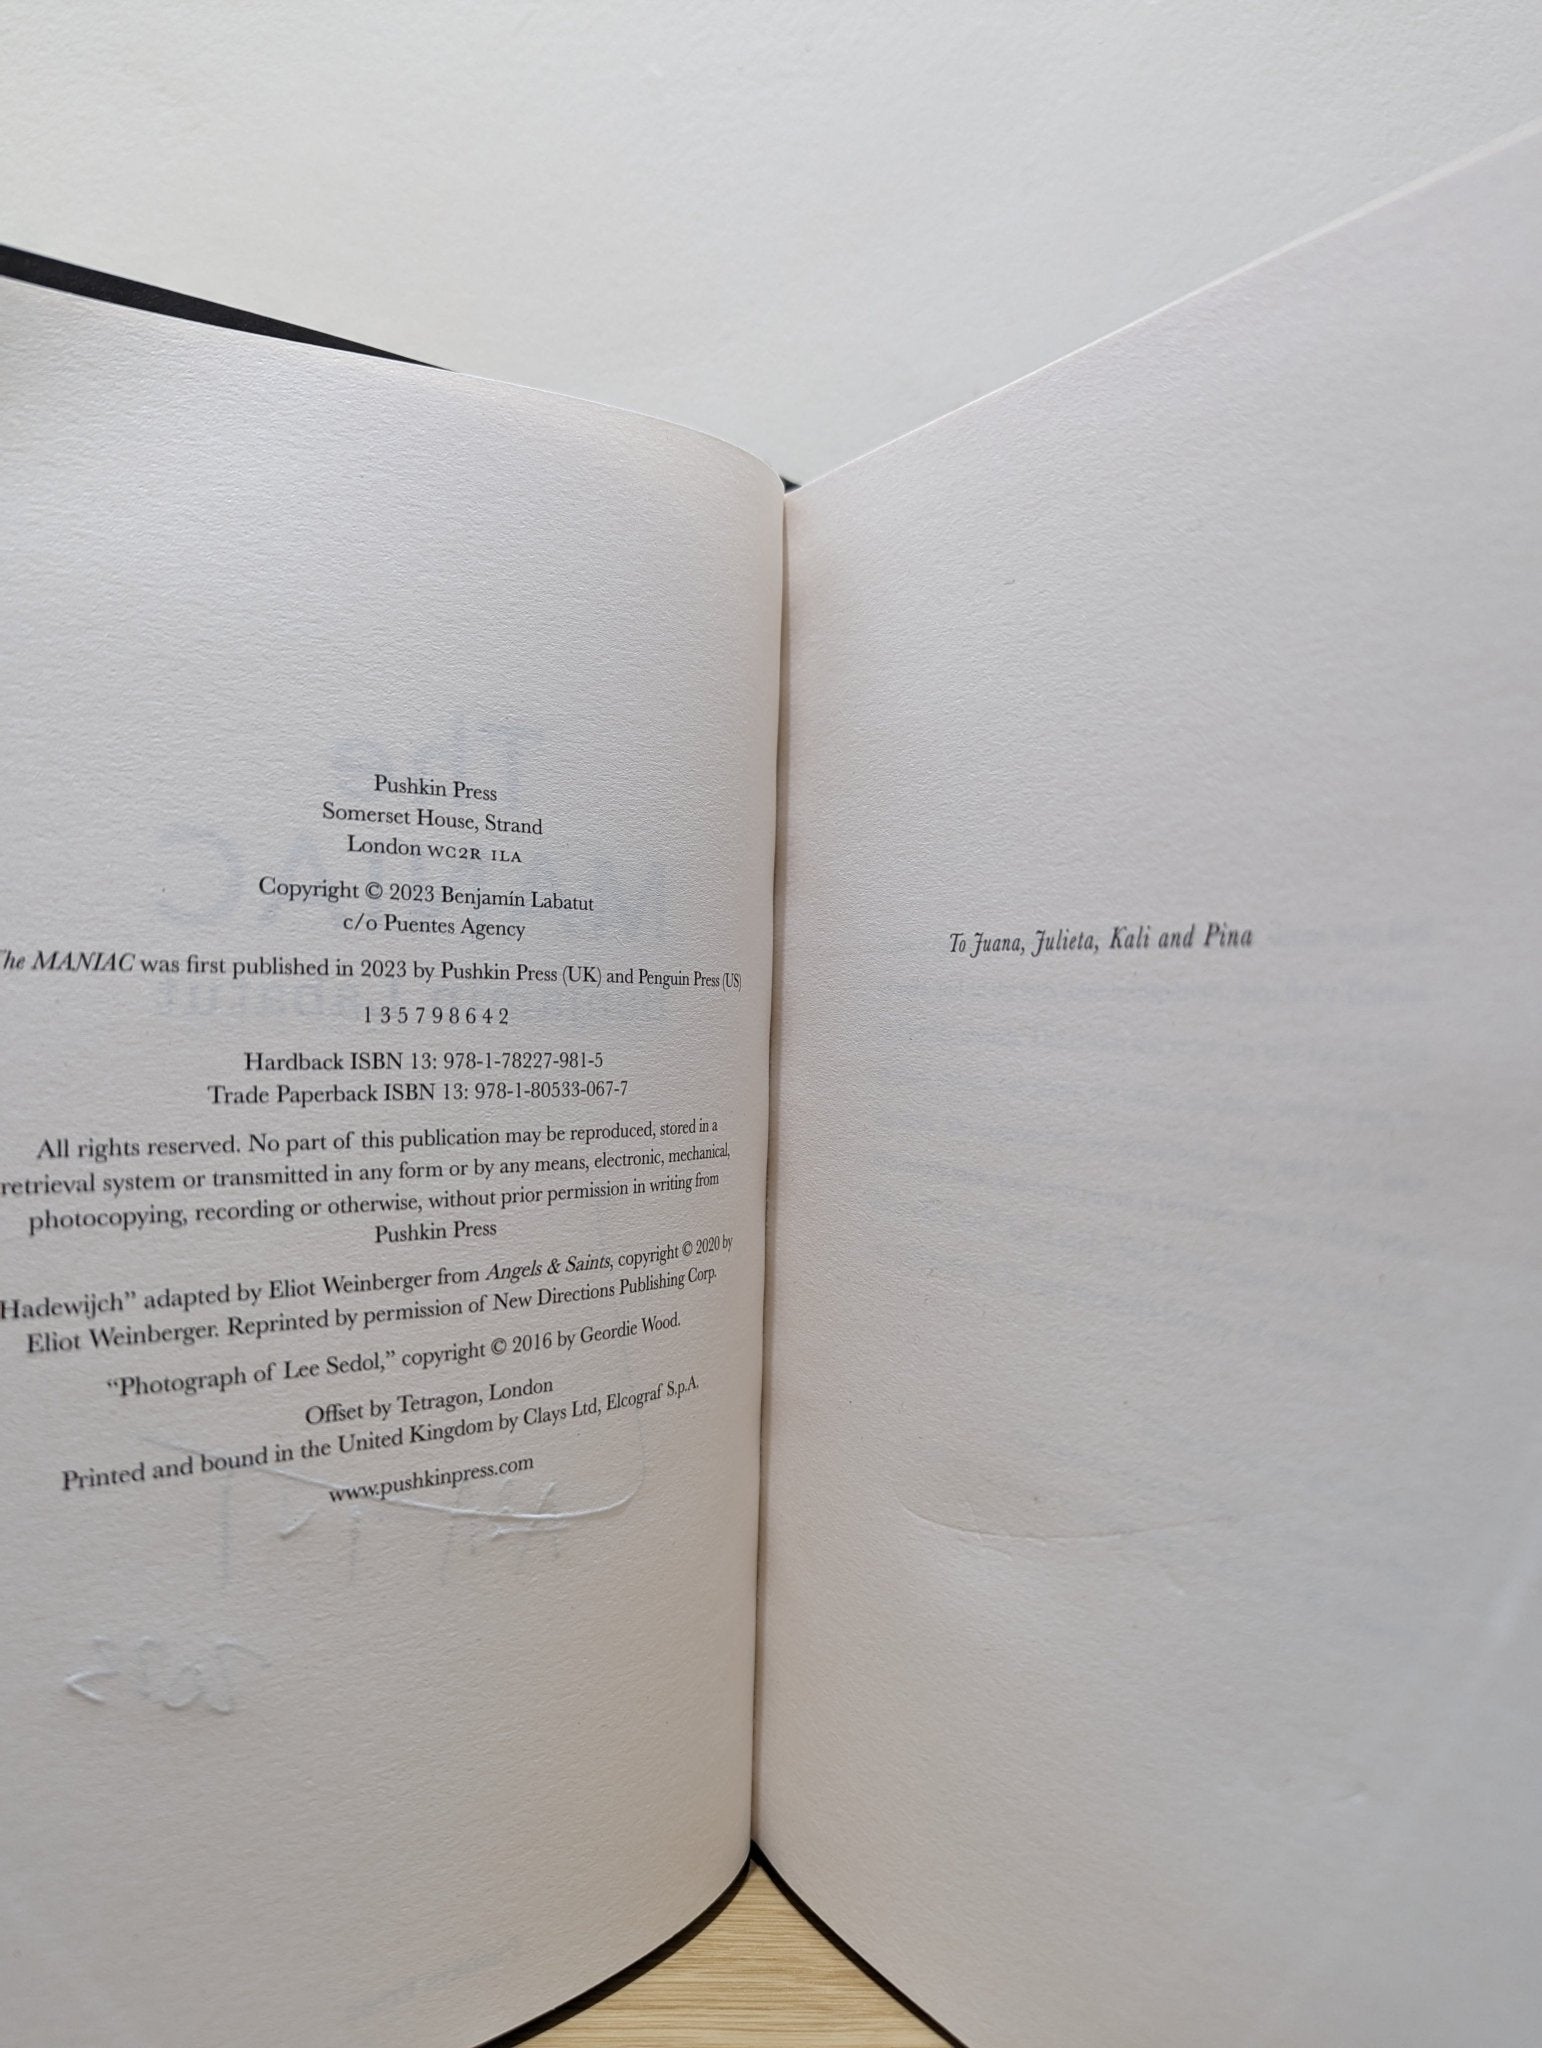 Pushkin Press
Somerset House, Strand
London WC2R 1LA
Copyright © 2023 Benjamín Labatut
c/o Puentes Agency
The MANIAC was first published in 2023 by Pushkin Press (UK) and Penguin Press (US)
1 3 5 7 9 8 6 4 2
Hardback ISBN 13: 978-1-78227-981-5
Trade Paperback ISBN 13: 978-1-80533-067-7
All rights reserved. No part of this publication may be reproduced, stored in a
retrieval system or transmitted in any form or by any means, electronic, mechanical,
photocopying, recording or otherwise, without prior permission in writing from
Pushkin Press
Hadewijch” adapted by Eliot Weinberger from Angels & Saints, copyright © 2020 by
Eliot Weinberger. Reprinted by permission of New Directions Publishing Corp.
“Photograph of Lee Sedol,” copyright © 2016 by Geordie Wood.
Offset by Tetragon, London
Printed and bound in the United Kingdom by Clays Ltd, Elcograf S.p.A.
www.pushkinpress.com
To Juana, Julieta, Kali and Pina